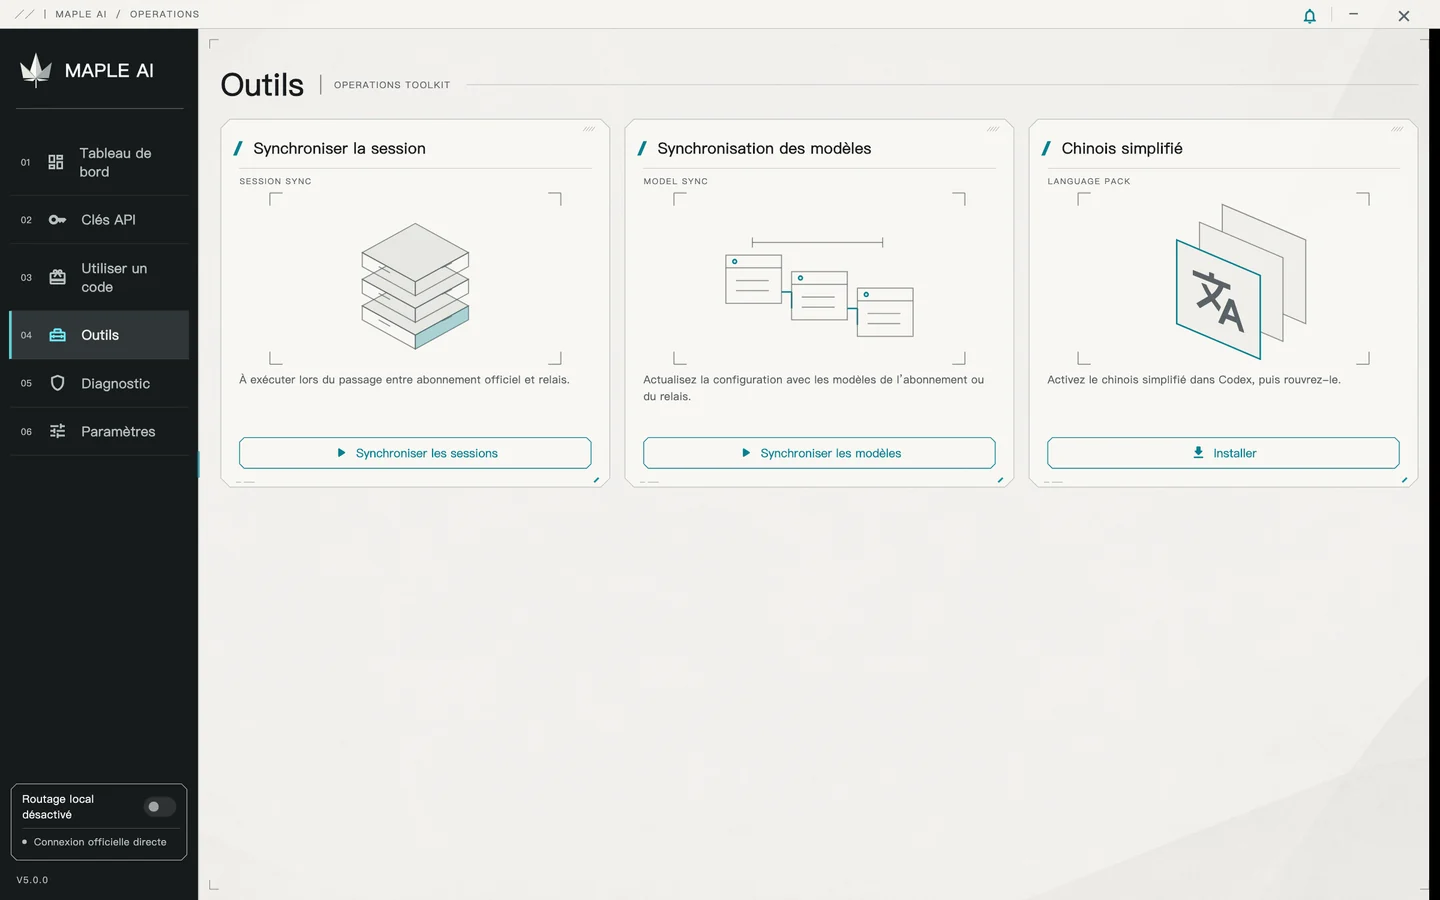 // | MAPLE AI / OPERATIONS
MAPLE AI
01 Tableau de
bord
02 Clés API
03 Utiliser un
code
04 Outils
05 Diagnostic
06 Paramètres
Routage local
désactivé
Connexion officielle directe
V5.0.0
Outils
OPERATIONS TOOLKIT
Synchroniser la session
SESSION SYNC
À exécuter lors du passage entre abonnement officiel et relais.
Synchroniser les sessions
Synchronisation des modèles
MODEL SYNC
Actualisez la configuration avec les modèles de l'abonnement ou
du relais.
Synchroniser les modèles
Chinois simplifié
LANGUAGE PACK
文A
Activez le chinois simplifié dans Codex, puis rouvrez-le.
Installer